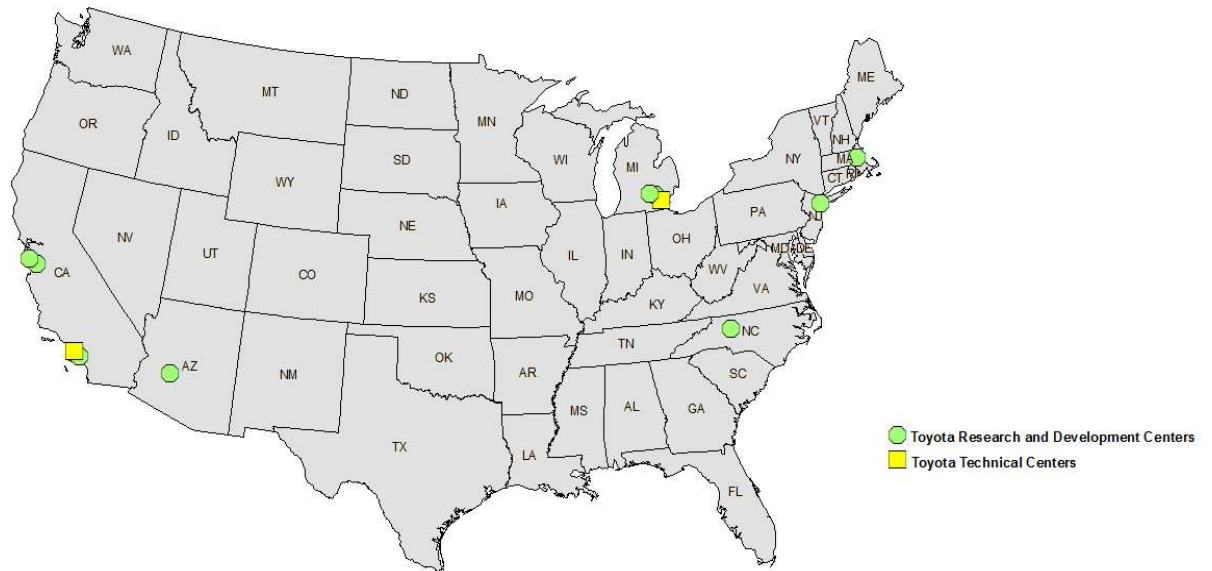 WA
MT
ND
MN
ME
OR
ID
SD
WI
MI
VT
NH
NY
MA
WY
CT
RI
IA
NE
PA
NJ
NV
UT
CO
IL
IN
OH
MD
DE
CA
KS
MO
WV
VA
KY
AZ
NM
OK
AR
TN
NC
SC
TX
LA
MS
AL
GA
FL
Toyota Research and Development Centers
Toyota Technical Centers